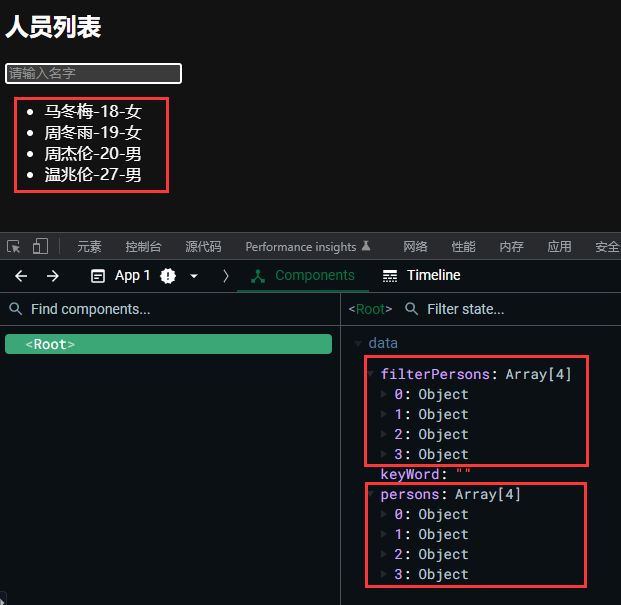 人员列表
请输入名字
马冬梅-18-女
周冬雨-19-女
周杰伦-20-男
温兆伦-27-男
元素 控制台 源代码 Performance insights 网络 性能 内存 应用 安全
App 1 Components Timeline
Find components... <Root> Filter state...
<Root> data
filterPersons: Array[4]
0: Object
1: Object
2: Object
3: Object
keyWord: ""
persons: Array[4]
0: Object
1: Object
2: Object
3: Object